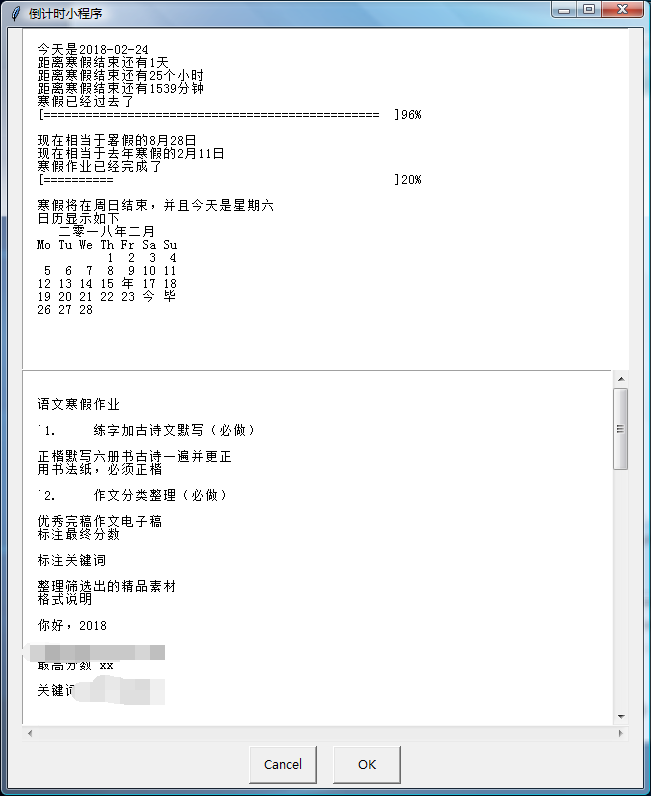 倒计时小程序
今天是2018-02-24
距离寒假结束还有1天
距离寒假结束还有25个小时
距离寒假结束还有1539分钟
寒假已经过去了
[================================================  ]96%
现在相当于暑假的8月28日
现在相当于去年寒假的2月11日
寒假作业已经完成了
[==========                                        ]20%
寒假将在周日结束，并且今天是星期六
日历显示如下
二零一八年二月
Mo Tu We Th Fr Sa Su
1 2 3 4
5 6 7 8 9 10 11
12 13 14 15 年 17 18
19 20 21 22 23 今 毕
26 27 28
语文寒假作业
1. 练字加古诗文默写（必做）
正楷默写六册书古诗一遍并更正
用书法纸，必须正楷
2. 作文分类整理（必做）
优秀完稿作文电子稿
标注最终分数
标注关键词
整理筛选出的精品素材
格式说明
你好，2018
最高分数 xx
关键词
Cancel
OK